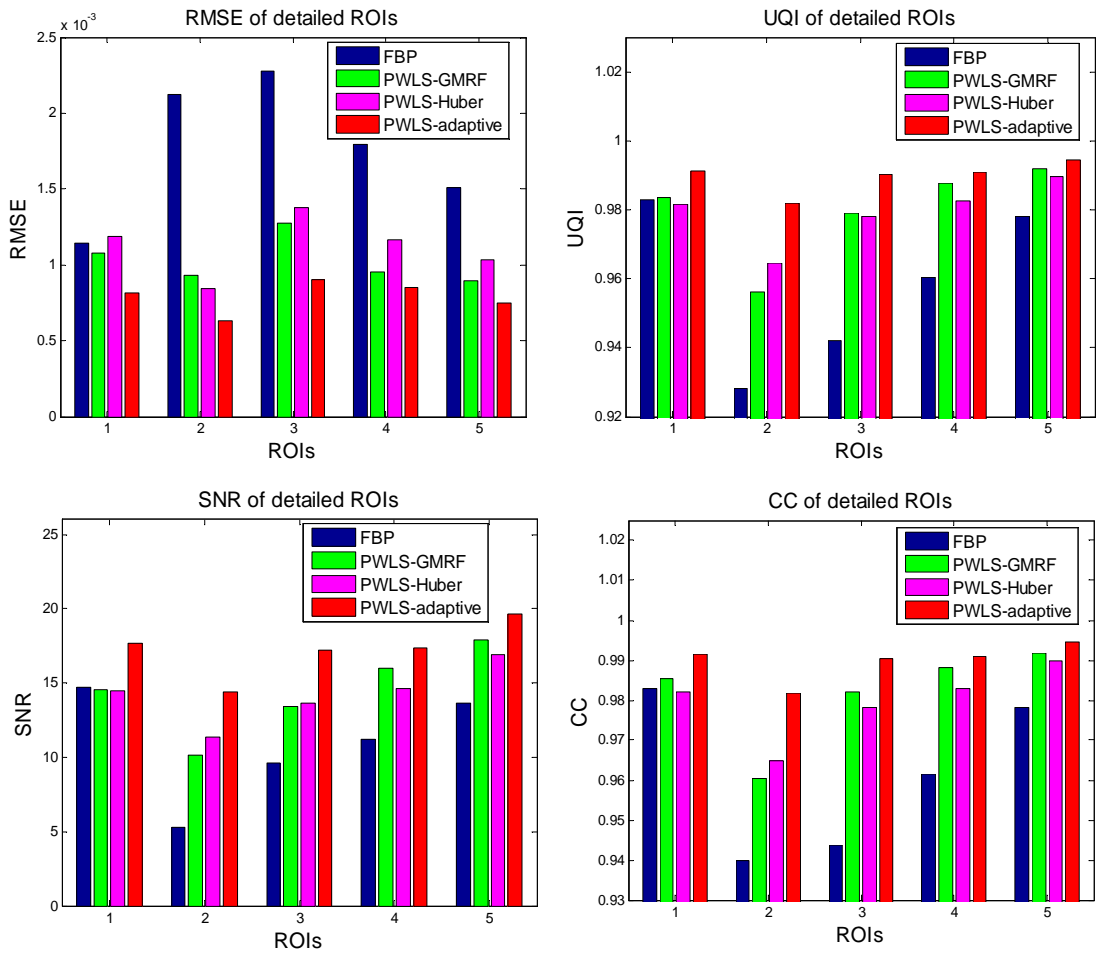 RMSE of detailed ROIs
x 10⁻³
2.5
2
1.5
1
0.5
0
RMSE
FBP
PWLS-GMRF
PWLS-Huber
PWLS-adaptive
1 2 3 4 5
ROIs
UQI of detailed ROIs
1.02
1
0.98
0.96
0.94
0.92
UQI
FBP
PWLS-GMRF
PWLS-Huber
PWLS-adaptive
1 2 3 4 5
ROIs
SNR of detailed ROIs
25
20
15
10
5
0
SNR
FBP
PWLS-GMRF
PWLS-Huber
PWLS-adaptive
1 2 3 4 5
ROIs
CC of detailed ROIs
1.02
1.01
1
0.99
0.98
0.97
0.96
0.95
0.94
0.93
CC
FBP
PWLS-GMRF
PWLS-Huber
PWLS-adaptive
1 2 3 4 5
ROIs